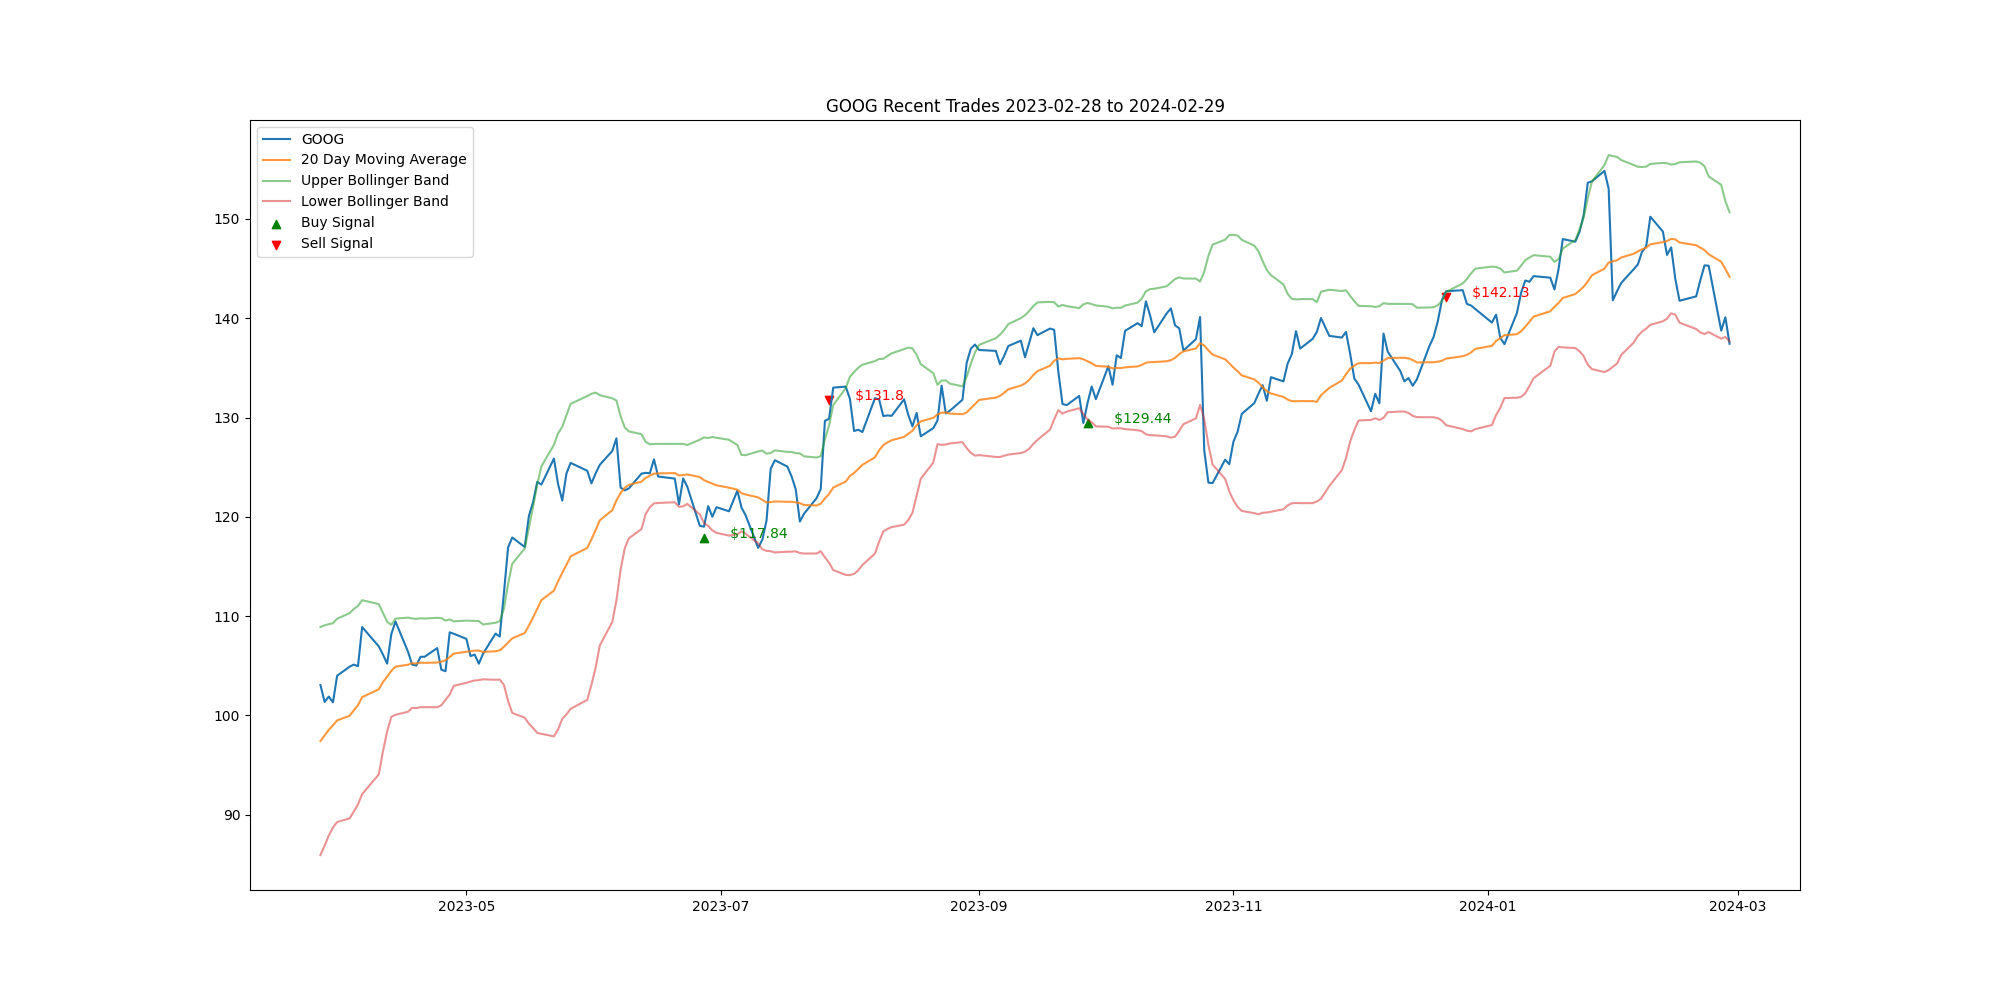 GOOG Recent Trades 2023-02-28 to 2024-02-29
GOOG
20 Day Moving Average
Upper Bollinger Band
Lower Bollinger Band
Buy Signal
Sell Signal
150
140
130
120
110
100
90
$142.13
$131.8
$129.44
$117.84
2023-05
2023-07
2023-09
2023-11
2024-01
2024-03